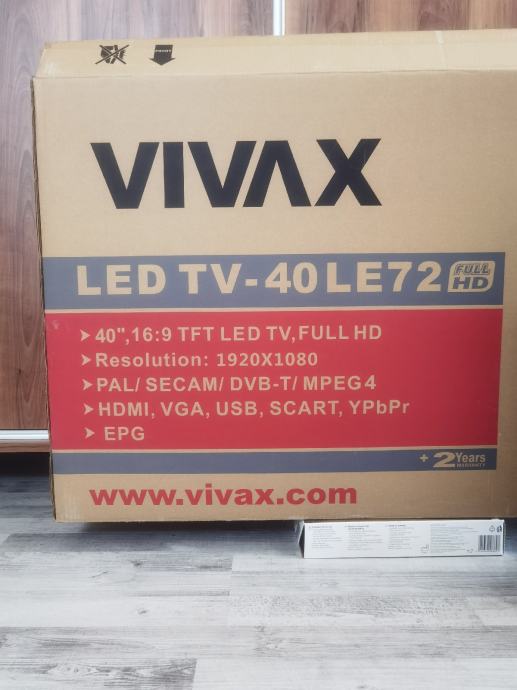 VIVAX
LED TV-40LE72 FULL HD
40",16:9 TFT LED TV,FULL HD
Resolution: 1920X1080
PAL/ SECAM/ DVB-T/ MPEG4
HDMI, VGA, USB, SCART, YPbPr
EPG
+ 2 Years
WARRANTY
www.vivax.com